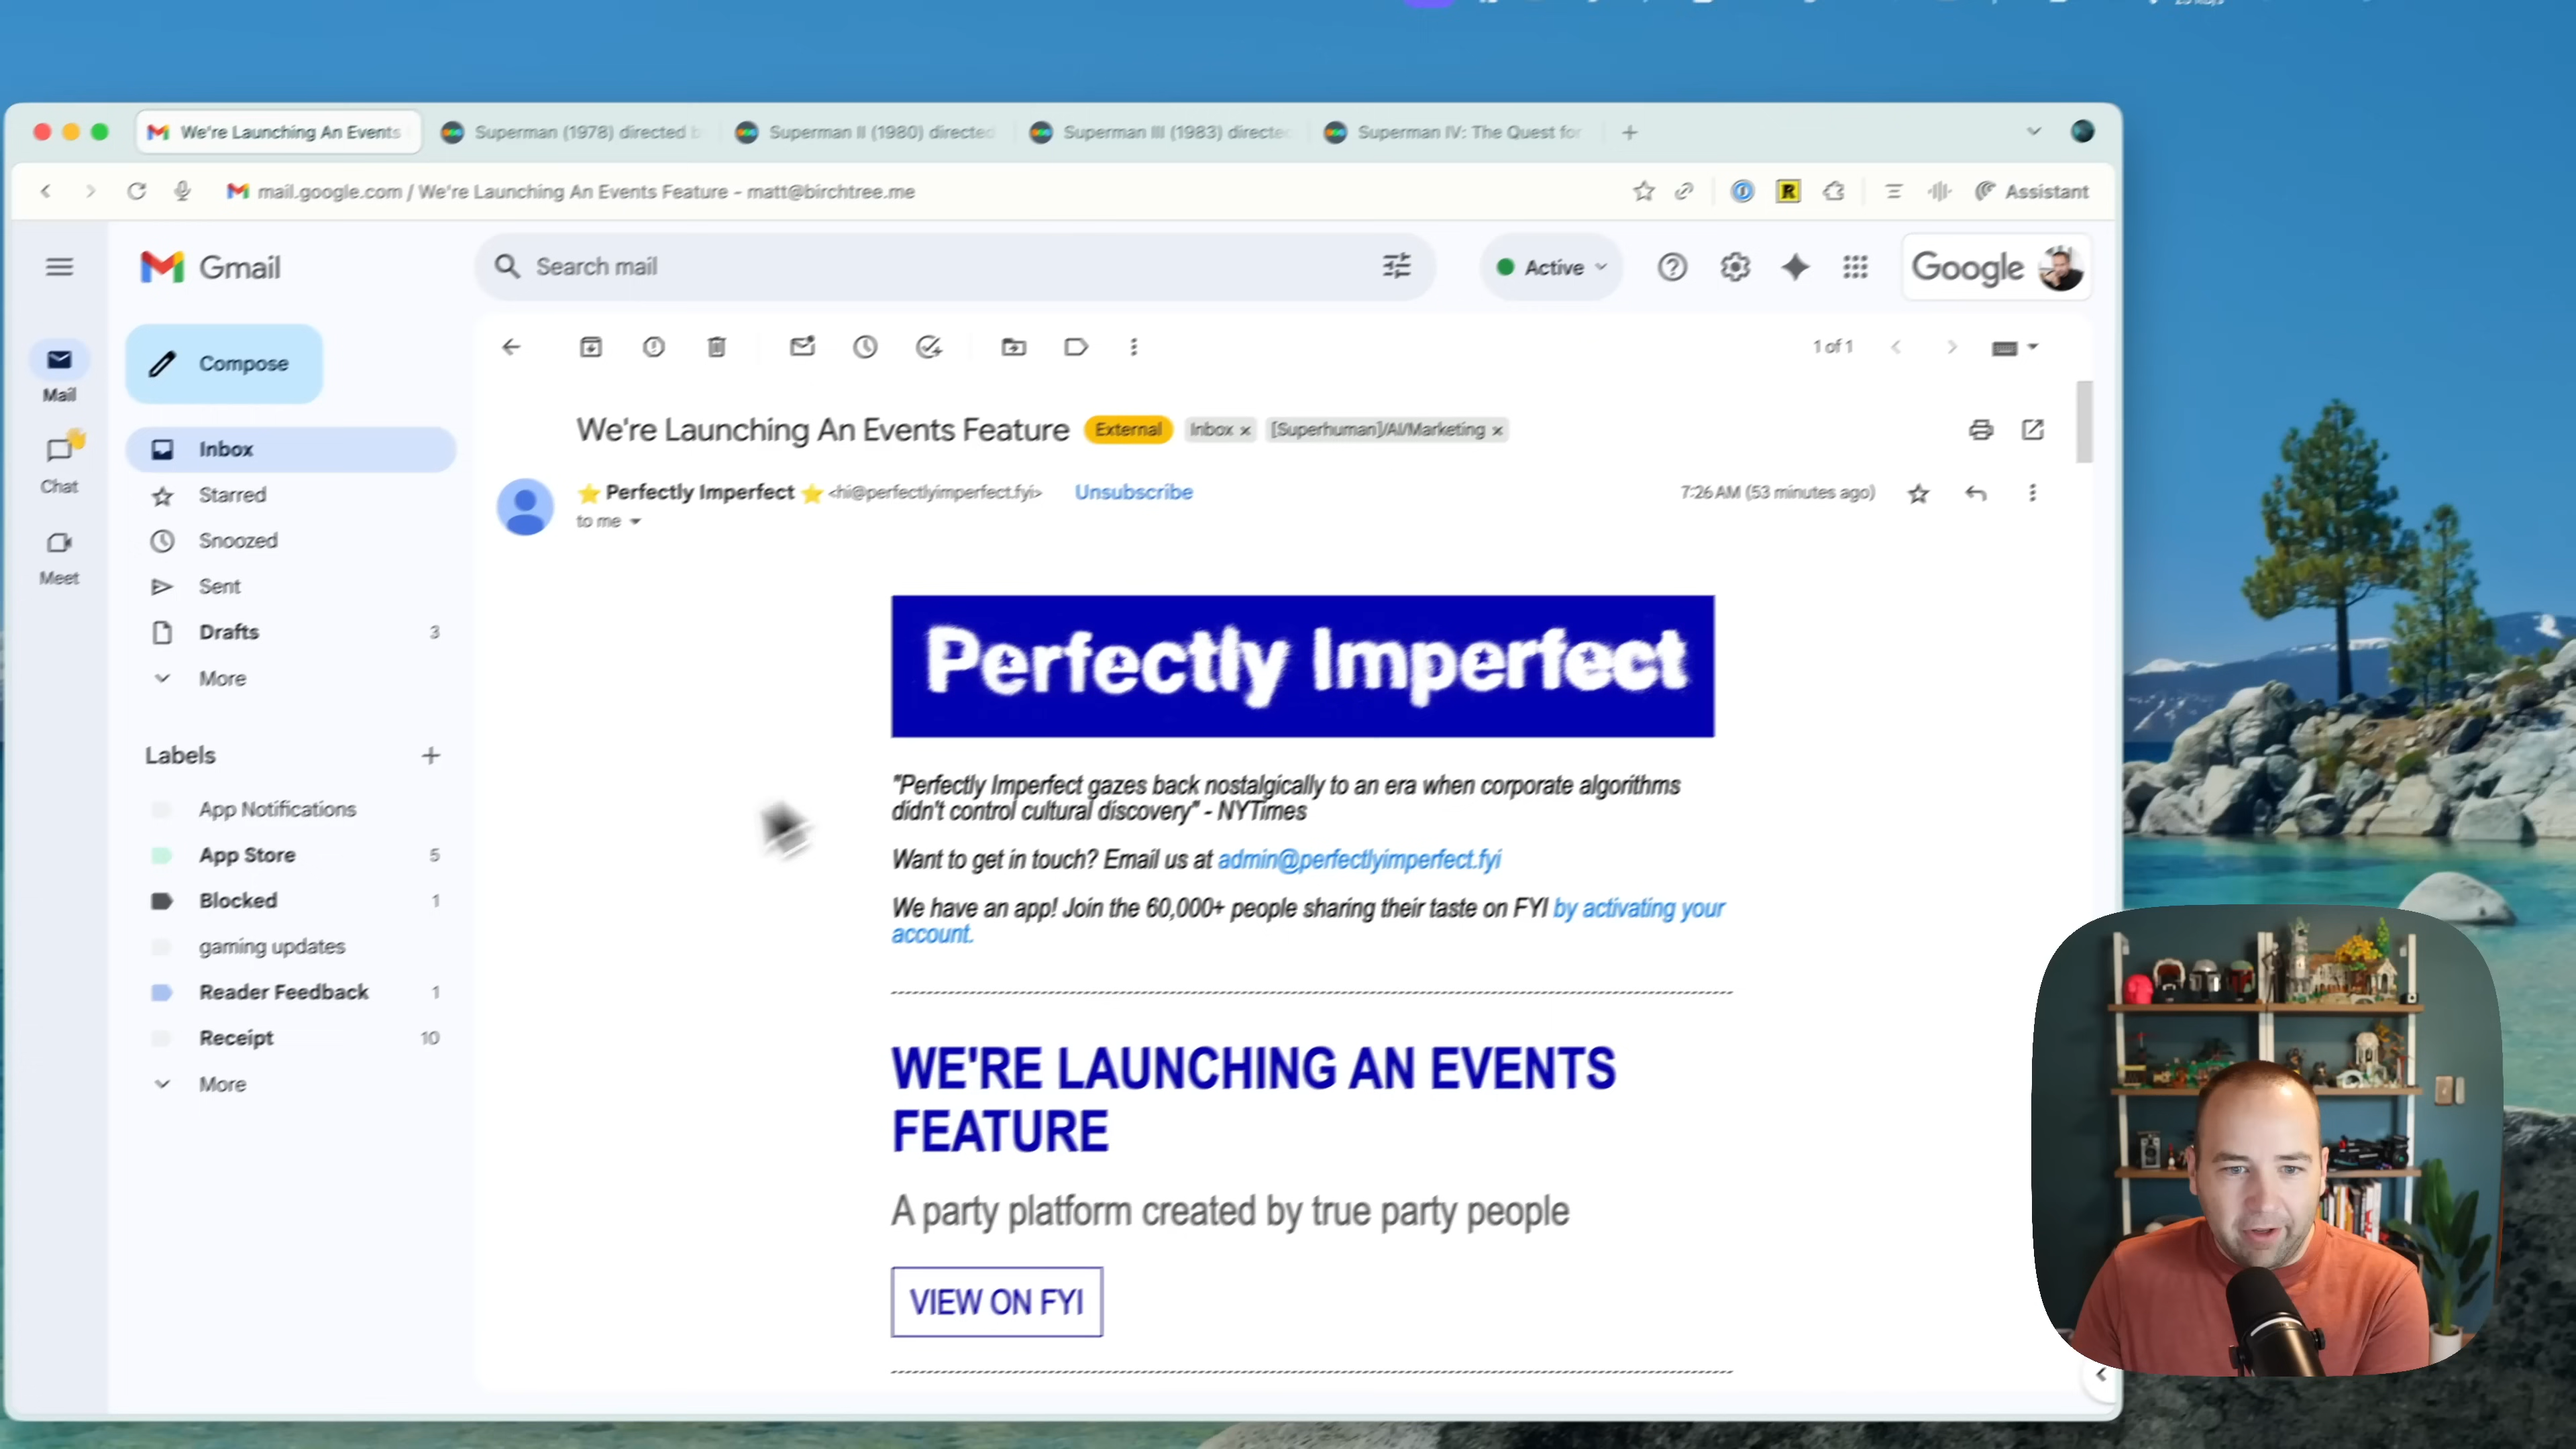 We're Launching An Events
Superman (1978) directed b
Superman II (1980) directed
Superman III (1983) directed
Superman IV: The Quest for
mail.google.com / We're Launching An Events Feature - matt@birchtree.me
Assistant
Gmail
Search mail
Active
Google
Compose
1 of 1
Mail
Chat
Meet
Inbox
Starred
Snoozed
Sent
Drafts 3
More
Labels
App Notifications
App Store 5
Blocked 1
gaming updates
Reader Feedback 1
Receipt 10
More
We're Launching An Events Feature External Inbox x [Superhuman]/AI/Marketing x
Perfectly Imperfect <hi@perfectlyimperfect.fyi> Unsubscribe
7:26 AM (53 minutes ago)
to me
Perfectly Imperfect
"Perfectly Imperfect gazes back nostalgically to an era when corporate algorithms
didn't control cultural discovery" - NYTimes
Want to get in touch? Email us at admin@perfectlyimperfect.fyi
We have an app! Join the 60,000+ people sharing their taste on FYI by activating your
account.
WE'RE LAUNCHING AN EVENTS
FEATURE
A party platform created by true party people
VIEW ON FYI